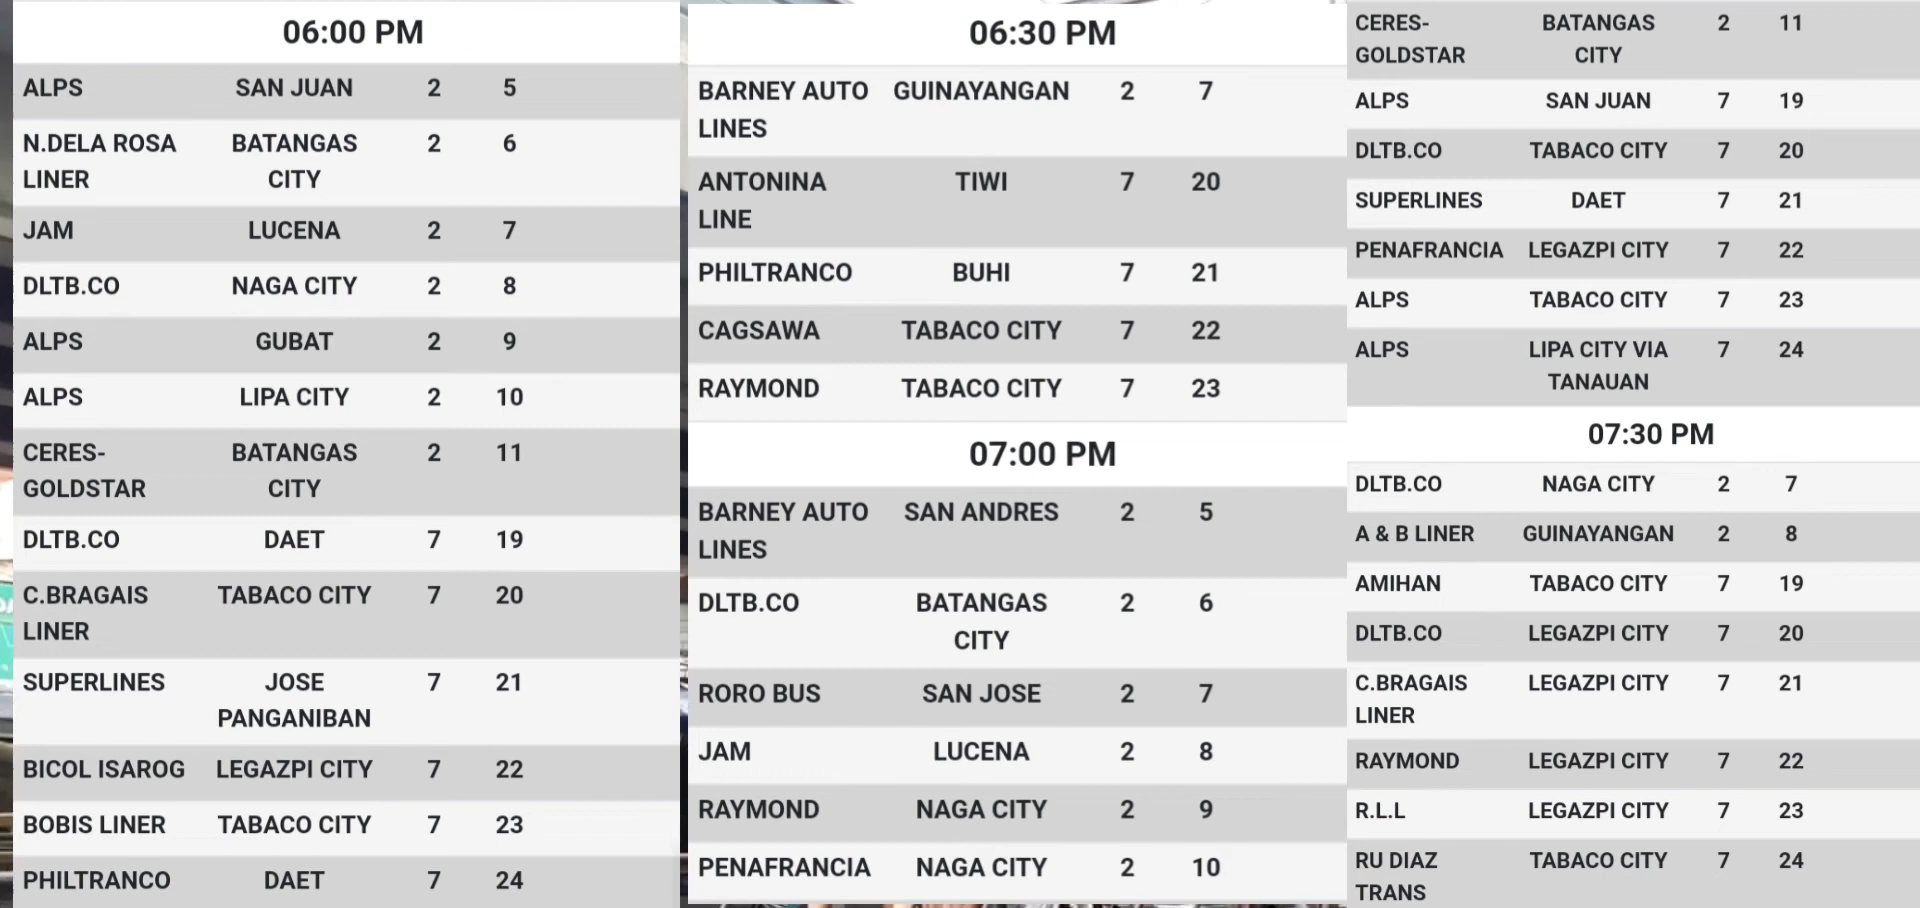 06:00 PM
ALPS SAN JUAN 2 5
N.DELA ROSA BATANGAS 2 6
LINER CITY
JAM LUCENA 2 7
DLTB.CO NAGA CITY 2 8
ALPS GUBAT 2 9
ALPS LIPA CITY 2 10
CERES- BATANGAS 2 11
GOLDSTAR CITY
DLTB.CO DAET 7 19
C.BRAGAIS TABACO CITY 7 20
LINER
SUPERLINES JOSE 7 21
PANGANIBAN
BICOL ISAROG LEGAZPI CITY 7 22
BOBIS LINER TABACO CITY 7 23
PHILTRANCO DAET 7 24
06:30 PM
BARNEY AUTO GUINAYANGAN 2 7
LINES
ANTONINA TIWI 7 20
LINE
PHILTRANCO BUHI 7 21
CAGSAWA TABACO CITY 7 22
RAYMOND TABACO CITY 7 23
07:00 PM
BARNEY AUTO SAN ANDRES 2 5
LINES
DLTB.CO BATANGAS 2 6
CITY
RORO BUS SAN JOSE 2 7
JAM LUCENA 2 8
RAYMOND NAGA CITY 2 9
PENAFRANCIA NAGA CITY 2 10
CERES- BATANGAS 2 11
GOLDSTAR CITY
ALPS SAN JUAN 7 19
DLTB.CO TABACO CITY 7 20
SUPERLINES DAET 7 21
PENAFRANCIA LEGAZPI CITY 7 22
ALPS TABACO CITY 7 23
ALPS LIPA CITY VIA 7 24
TANAUAN
07:30 PM
DLTB.CO NAGA CITY 2 7
A & B LINER GUINAYANGAN 2 8
AMIHAN TABACO CITY 7 19
DLTB.CO LEGAZPI CITY 7 20
C.BRAGAIS LEGAZPI CITY 7 21
LINER
RAYMOND LEGAZPI CITY 7 22
R.L.L LEGAZPI CITY 7 23
RU DIAZ TABACO CITY 7 24
TRANS